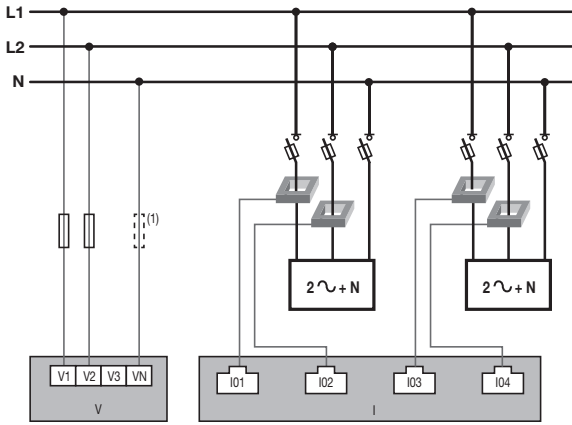 L1
L2
N
(1)
2 ∿ + N
2 ∿ + N
V1 V2 V3 VN
I01 I02 I03 I04
V
I